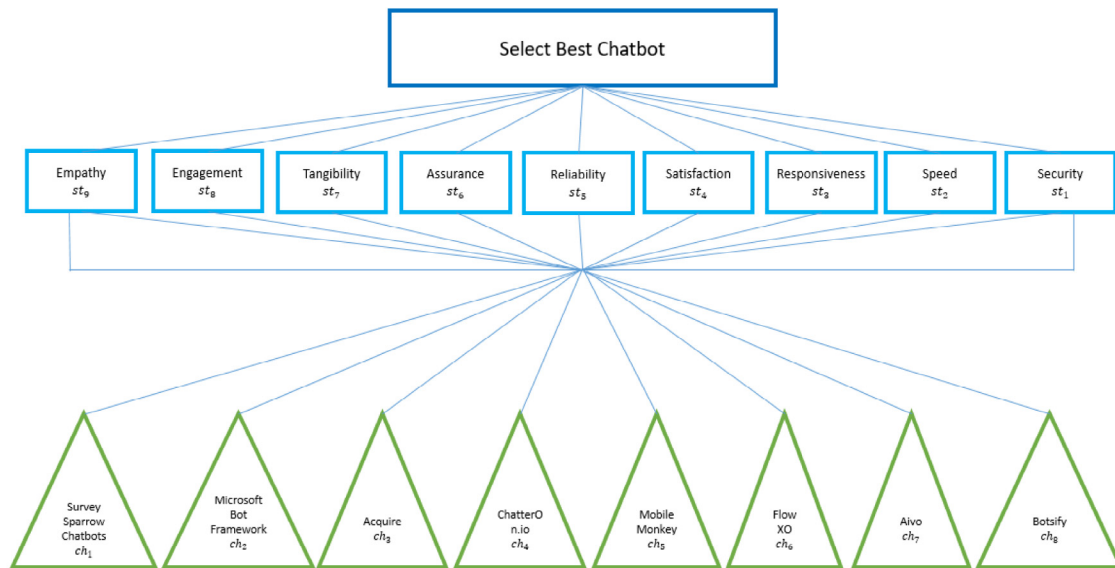 Select Best Chatbot
Empathy
st₉
Engagement
st₈
Tangibility
st₇
Assurance
st₆
Reliability
st₅
Satisfaction
st₄
Responsiveness
st₃
Speed
st₂
Security
st₁
Survey
Sparrow
Chatbots
ch₁
Microsoft
Bot
Framework
ch₂
Acquire
ch₃
ChatterO
n.io
ch₄
Mobile
Monkey
ch₅
Flow
XO
ch₆
Aivo
ch₇
Botsify
ch₈